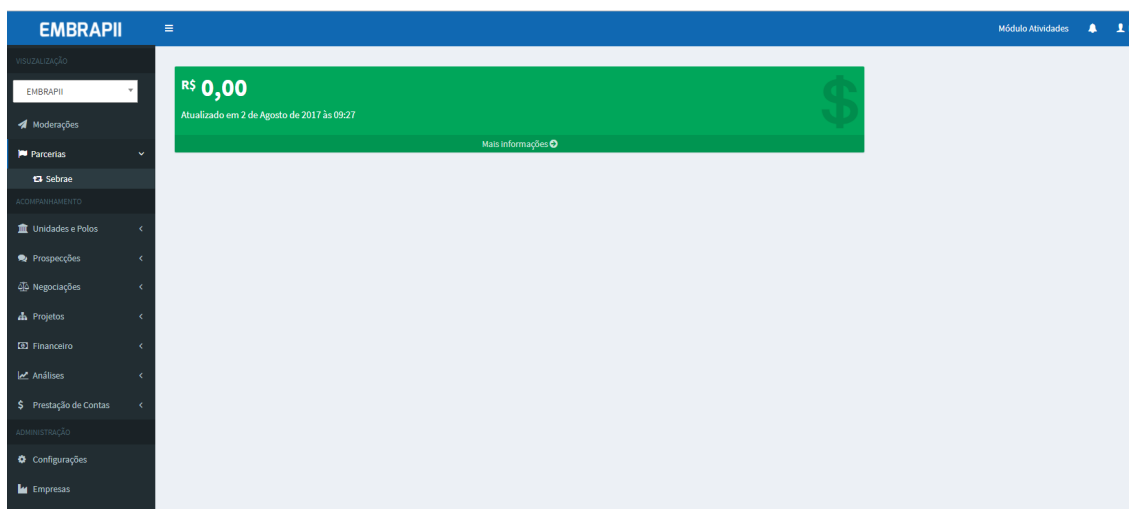 EMBRAPII
Módulo Atividades
VISUZALIZAÇÃO
EMBRAPII
Moderações
Parcerias
Sebrae
ACOMPANHAMENTO
Unidades e Polos
Prospecções
Negociações
Projetos
Financeiro
Análises
Prestação de Contas
ADMINISTRAÇÃO
Configurações
Empresas
R$ 0,00
Atualizado em 2 de Agosto de 2017 às 09:27
Mais informações